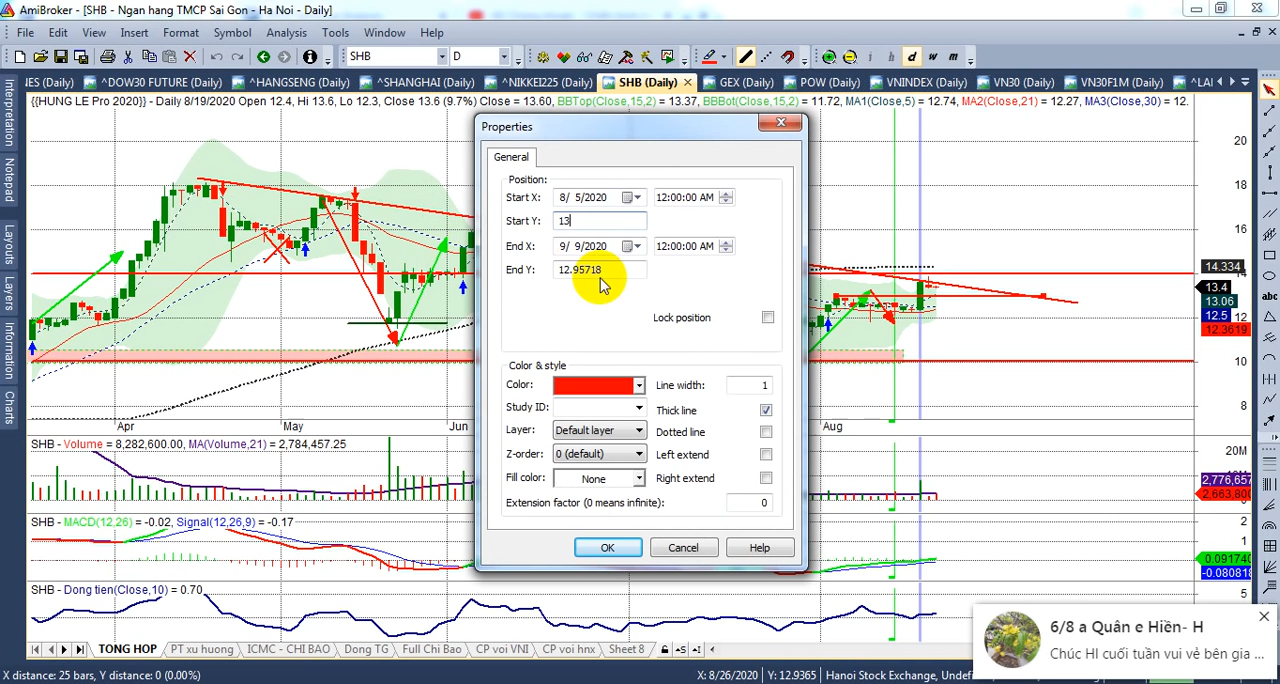 AmiBroker - [SHB - Ngan hang TMCP Sai Gon - Ha Noi - Daily]
File Edit View Insert Format Symbol Analysis Tools Window Help
SHB D i h d w m
IES (Daily) ^DOW30 FUTURE (Daily) ^HANGSENG (Daily) ^SHANGHAI (Daily) ^NIKKEI225 (Daily) SHB (Daily) GEX (Daily) POW (Daily) VNINDEX (Daily) VN30 (Daily) VN30F1M (Daily) ^LAI
{{HUNG LE Pro 2020}} - Daily 8/19/2020 Open 12.4, Hi 13.6, Lo 12.3, Close 13.6 (9.7%) Close = 13.60, BBTop(Close,15,2) = 13.37, BBBot(Close,15,2) = 11.72, MA1(Close,5) = 12.74, MA2(Close,21) = 12.27, MA3(Close,30) = 12.
Interpretation
Notepad
Layouts
Layers
Information
Charts
Properties
General
Position:
Start X: 8/ 5/2020 12:00:00 AM
Start Y: 13
End X: 9/ 9/2020 12:00:00 AM
End Y: 12.95718
Lock position
Color & style
Color: Line width: 1
Study ID: Thick line
Layer: Default layer Dotted line
Z-order: 0 (default) Left extend
Fill color: None Right extend
Extension factor (0 means infinite): 0
OK Cancel Help
20
18
16
14.334
14
13.4
13.06
12.5
12
12.3619
10
8
Apr May Jun Aug
SHB - Volume = 8,282,600.00, MA(Volume,21) = 2,784,457.25
20M
10M
2,776,657
2,663,800
SHB - MACD(12,26) = -0.02, Signal(12,26,9) = -0.17
2
1
0.091740
-0.080818
SHB - Dong tien(Close,10) = 0.70
5
TONG HOP PT xu huong ICMC - CHI BAO Dong TG Full Chi Bao CP voi VNI CP voi hnx Sheet 8
X distance: 25 bars, Y distance: 0 (0.00%) X: 8/26/2020 Y: 12.9365 Hanoi Stock Exchange, Undefine
6/8 a Quân e Hiền- H
Chúc HI cuối tuần vui vẻ bên gia ...
abc